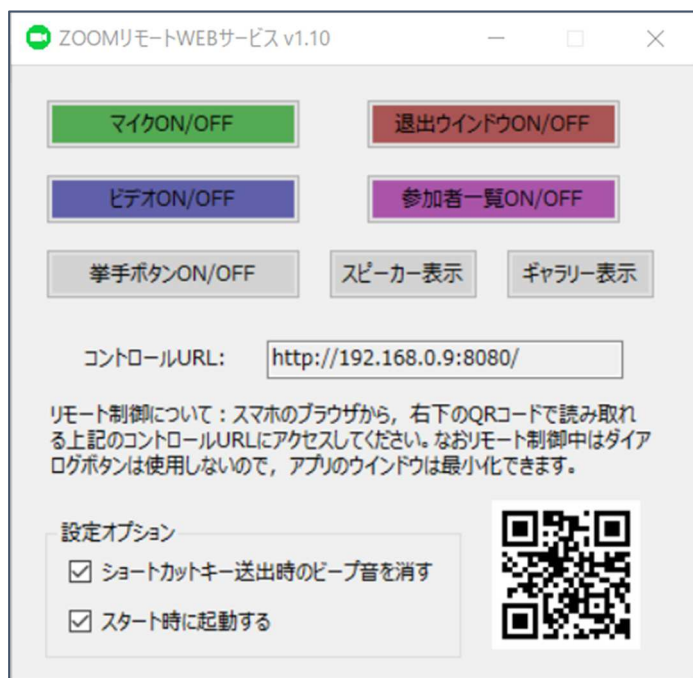 ZOOMリモートWEBサービス v1.10
マイクON/OFF
退出ウインドウON/OFF
ビデオON/OFF
参加者一覧ON/OFF
挙手ボタンON/OFF
スピーカー表示
ギャラリー表示
コントロールURL:
http://192.168.0.9:8080/
リモート制御について：スマホのブラウザから，右下のQRコードで読み取れ
る上記のコントロールURLにアクセスしてください。なおリモート制御中はダイア
ログボタンは使用しないので，アプリのウインドウは最小化できます。
設定オプション
ショートカットキー送出時のビープ音を消す
スタート時に起動する